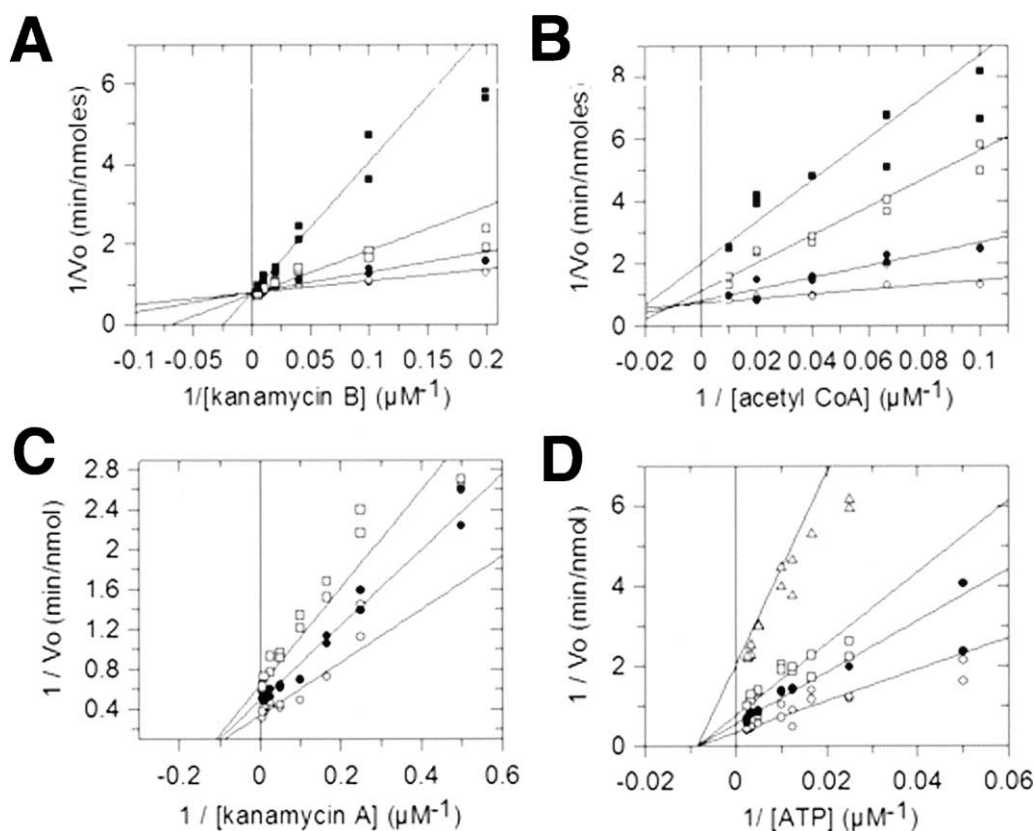 A
6
4
2
0
1/Vo (min/nmoles)
-0.1 -0.05 0 0.05 0.1 0.15 0.2
1/[kanamycin B] (µM-1)
B
8
6
4
2
0
1/Vo (min/nmoles)
-0.02 0 0.02 0.04 0.06 0.08 0.1
1 / [acetyl CoA] (µM-1)
C
2.8
2.4
2
1.6
1.2
0.8
0.4
1 / Vo (min/nmol)
-0.2 0 0.2 0.4 0.6
1 / [kanamycin A] (µM-1)
D
6
4
2
0
1 / Vo (min/nmol)
-0.02 0 0.02 0.04 0.06
1/ [ATP] (µM-1)